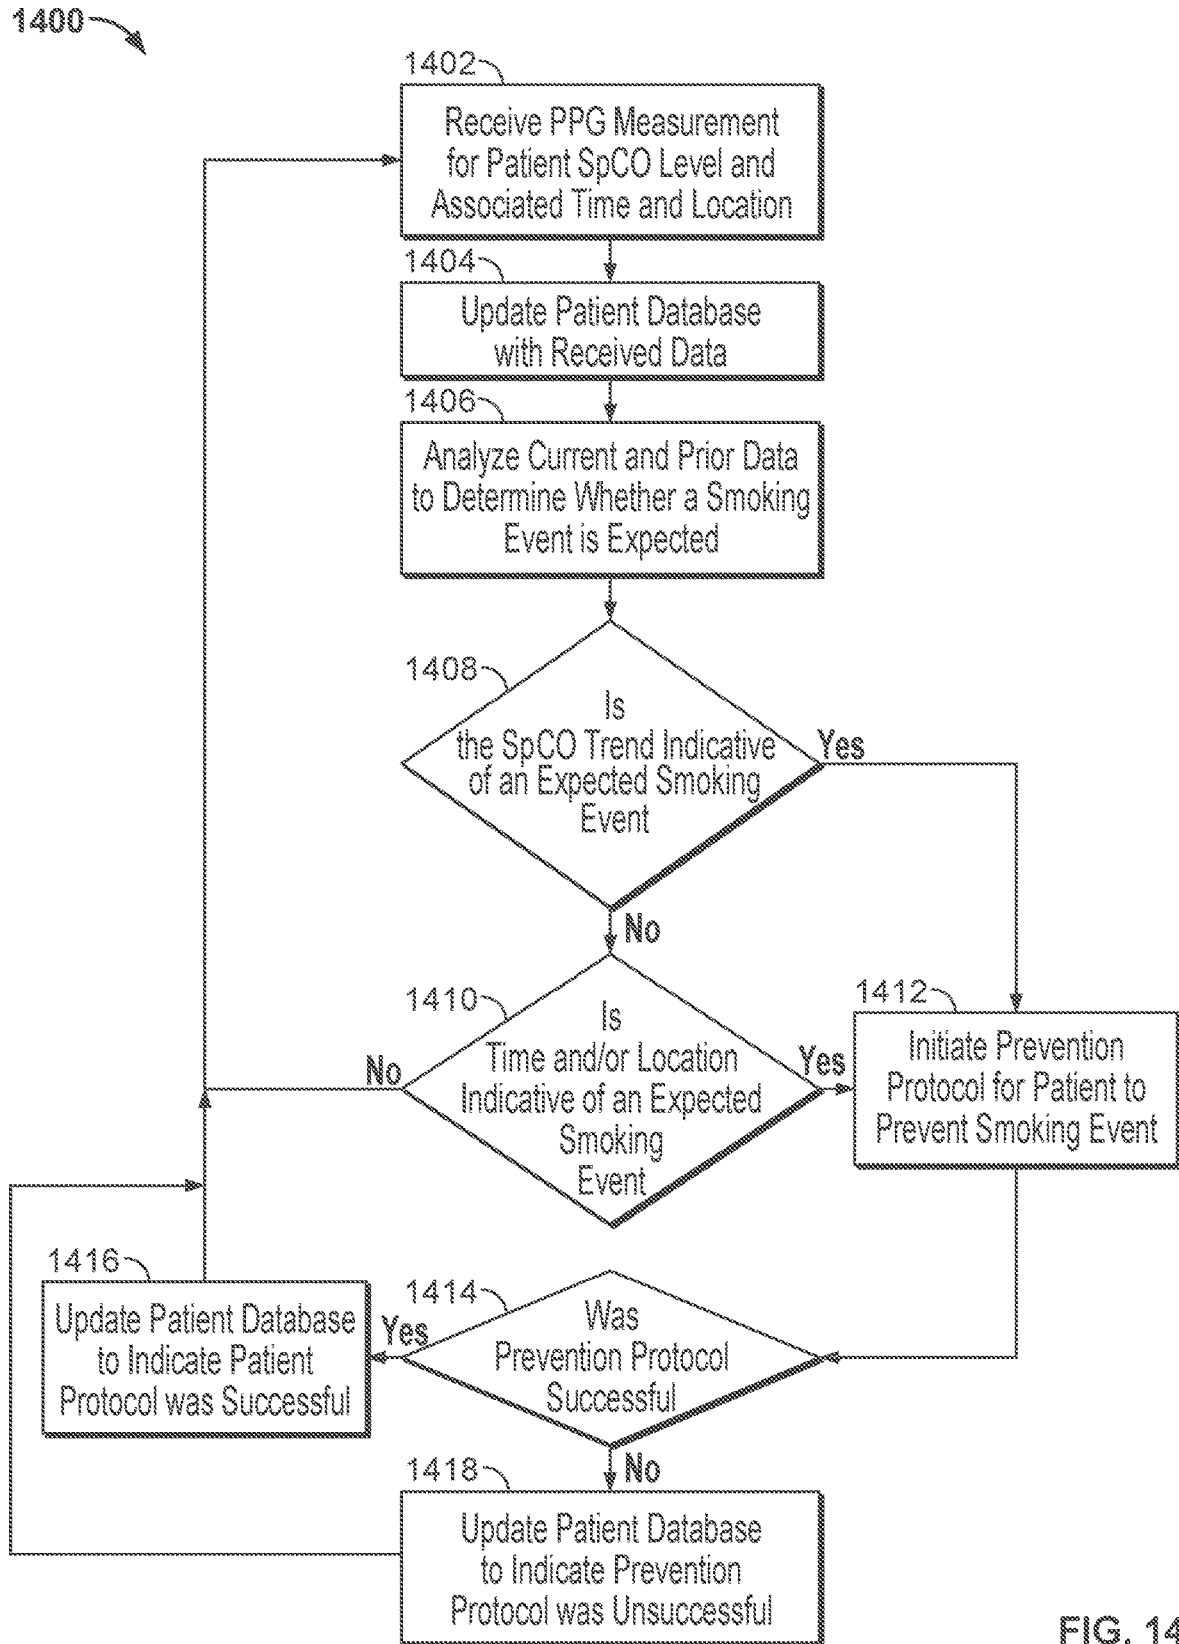 1400
1402
Receive PPG Measurement
for Patient SpCO Level and
Associated Time and Location
1404
Update Patient Database
with Received Data
1406
Analyze Current and Prior Data
to Determine Whether a Smoking
Event is Expected
1408
Is
the SpCO Trend Indicative
of an Expected Smoking
Event
Yes
No
1410
Is
Time and/or Location
Indicative of an Expected
Smoking
Event
No
Yes
1412
Initiate Prevention
Protocol for Patient to
Prevent Smoking Event
1414
Was
Prevention Protocol
Successful
Yes
No
1416
Update Patient Database
to Indicate Patient
Protocol was Successful
1418
Update Patient Database
to Indicate Prevention
Protocol was Unsuccessful
FIG. 14